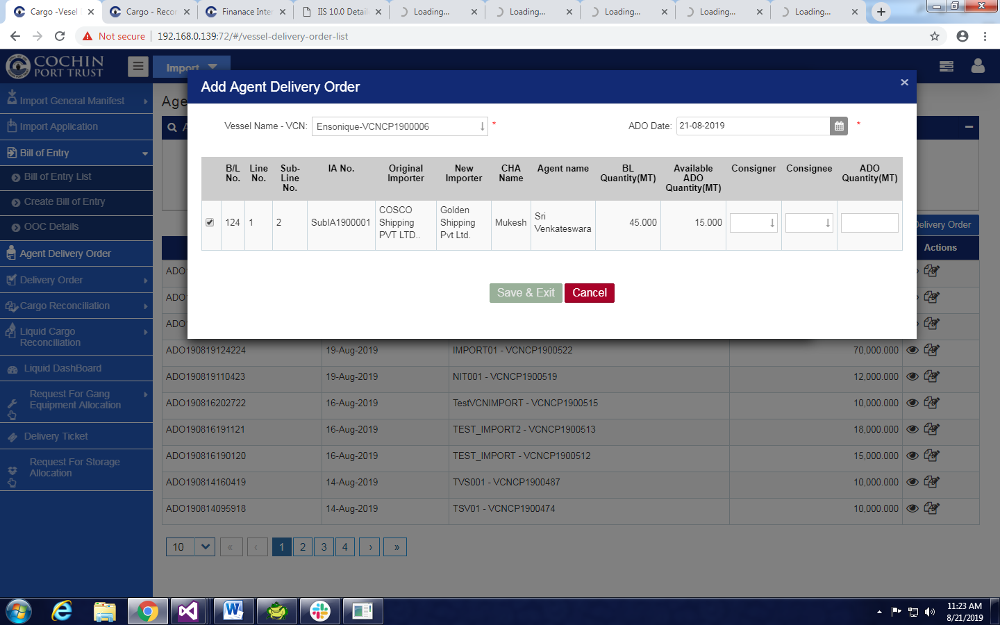 Cargo -Vesel
Cargo - Recon
Finanace Inter
IIS 10.0 Detail
Loading...
Loading...
Loading...
Loading...
Loading...
Not secure
192.168.0.139:72/#/vessel-delivery-order-list
COCHIN
PORT TRUST
Import
Import General Manifest
Import Application
Bill of Entry
Bill of Entry List
Create Bill of Entry
OOC Details
Agent Delivery Order
Delivery Order
Cargo Reconciliation
Liquid Cargo
Reconciliation
Liquid DashBoard
Request For Gang
Equipment Allocation
Delivery Ticket
Request For Storage
Allocation
Add Agent Delivery Order
×
Vessel Name - VCN: Ensonique-VCNCP1900006 *
ADO Date: 21-08-2019 *
B/L No. Line No. Sub-Line No. IA No. Original Importer New Importer CHA Name Agent name BL Quantity(MT) Available ADO Quantity(MT) Consigner Consignee ADO Quantity(MT)
124 1 2 SubIA1900001 COSCO Shipping PVT LTD.. Golden Shipping Pvt Ltd. Mukesh Sri Venkateswara 45.000 15.000
Save & Exit Cancel
Delivery Order
Actions
ADO
ADO
ADO
ADO190819124224 19-Aug-2019 IMPORT01 - VCNCP1900522 70,000.000
ADO190819110423 19-Aug-2019 NIT001 - VCNCP1900519 12,000.000
ADO190816202722 16-Aug-2019 TestVCNIMPORT - VCNCP1900515 10,000.000
ADO190816191121 16-Aug-2019 TEST_IMPORT2 - VCNCP1900513 18,000.000
ADO190816190120 16-Aug-2019 TEST_IMPORT - VCNCP1900512 15,000.000
ADO190814160419 14-Aug-2019 TVS001 - VCNCP1900487 10,000.000
ADO190814095918 14-Aug-2019 TSV01 - VCNCP1900474 10,000.000
10 « ‹ 1 2 3 4 › »
11:23 AM
8/21/2019